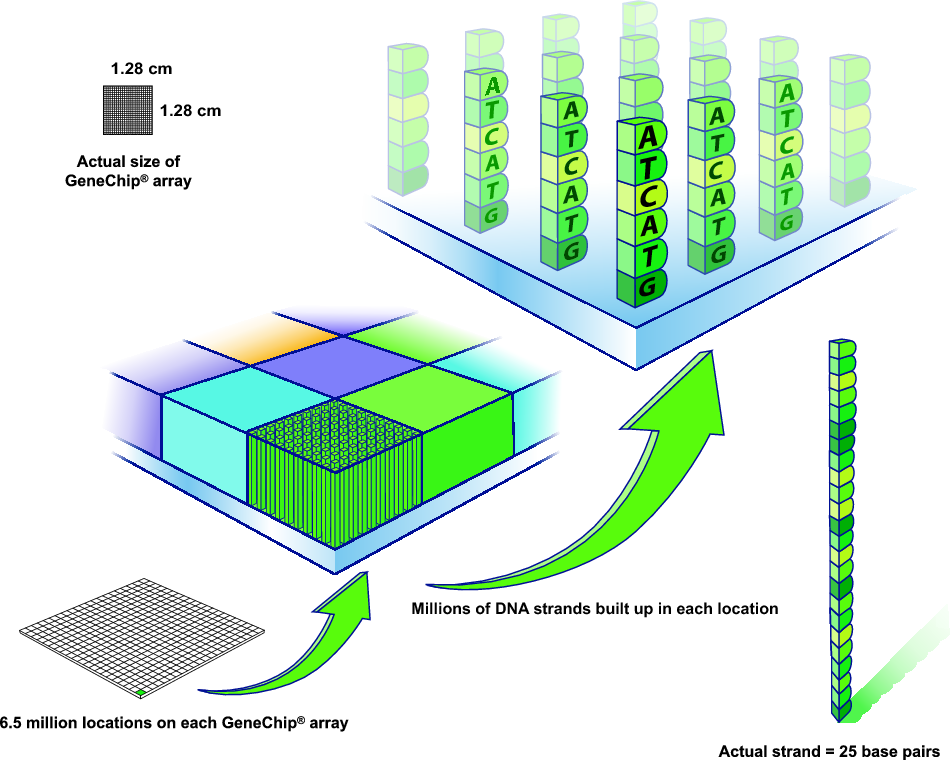 1.28 cm
1.28 cm
Actual size of
GeneChip® array
A
T
C
A
T
G
A
T
C
A
T
G
A
T
C
A
T
G
A
T
C
A
T
G
A
T
C
A
T
G
Millions of DNA strands built up in each location
6.5 million locations on each GeneChip® array
Actual strand = 25 base pairs